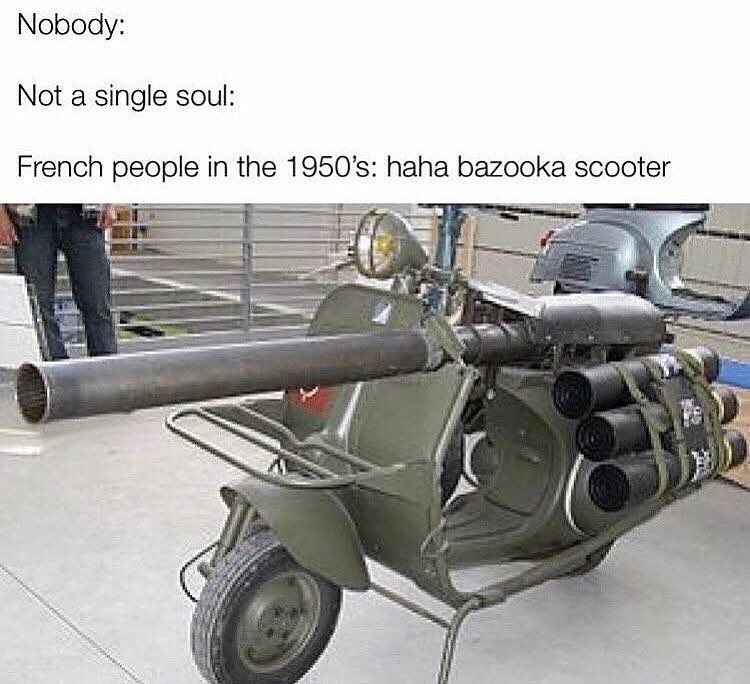 Nobody:
Not a single soul:
French people in the 1950’s: haha bazooka scooter